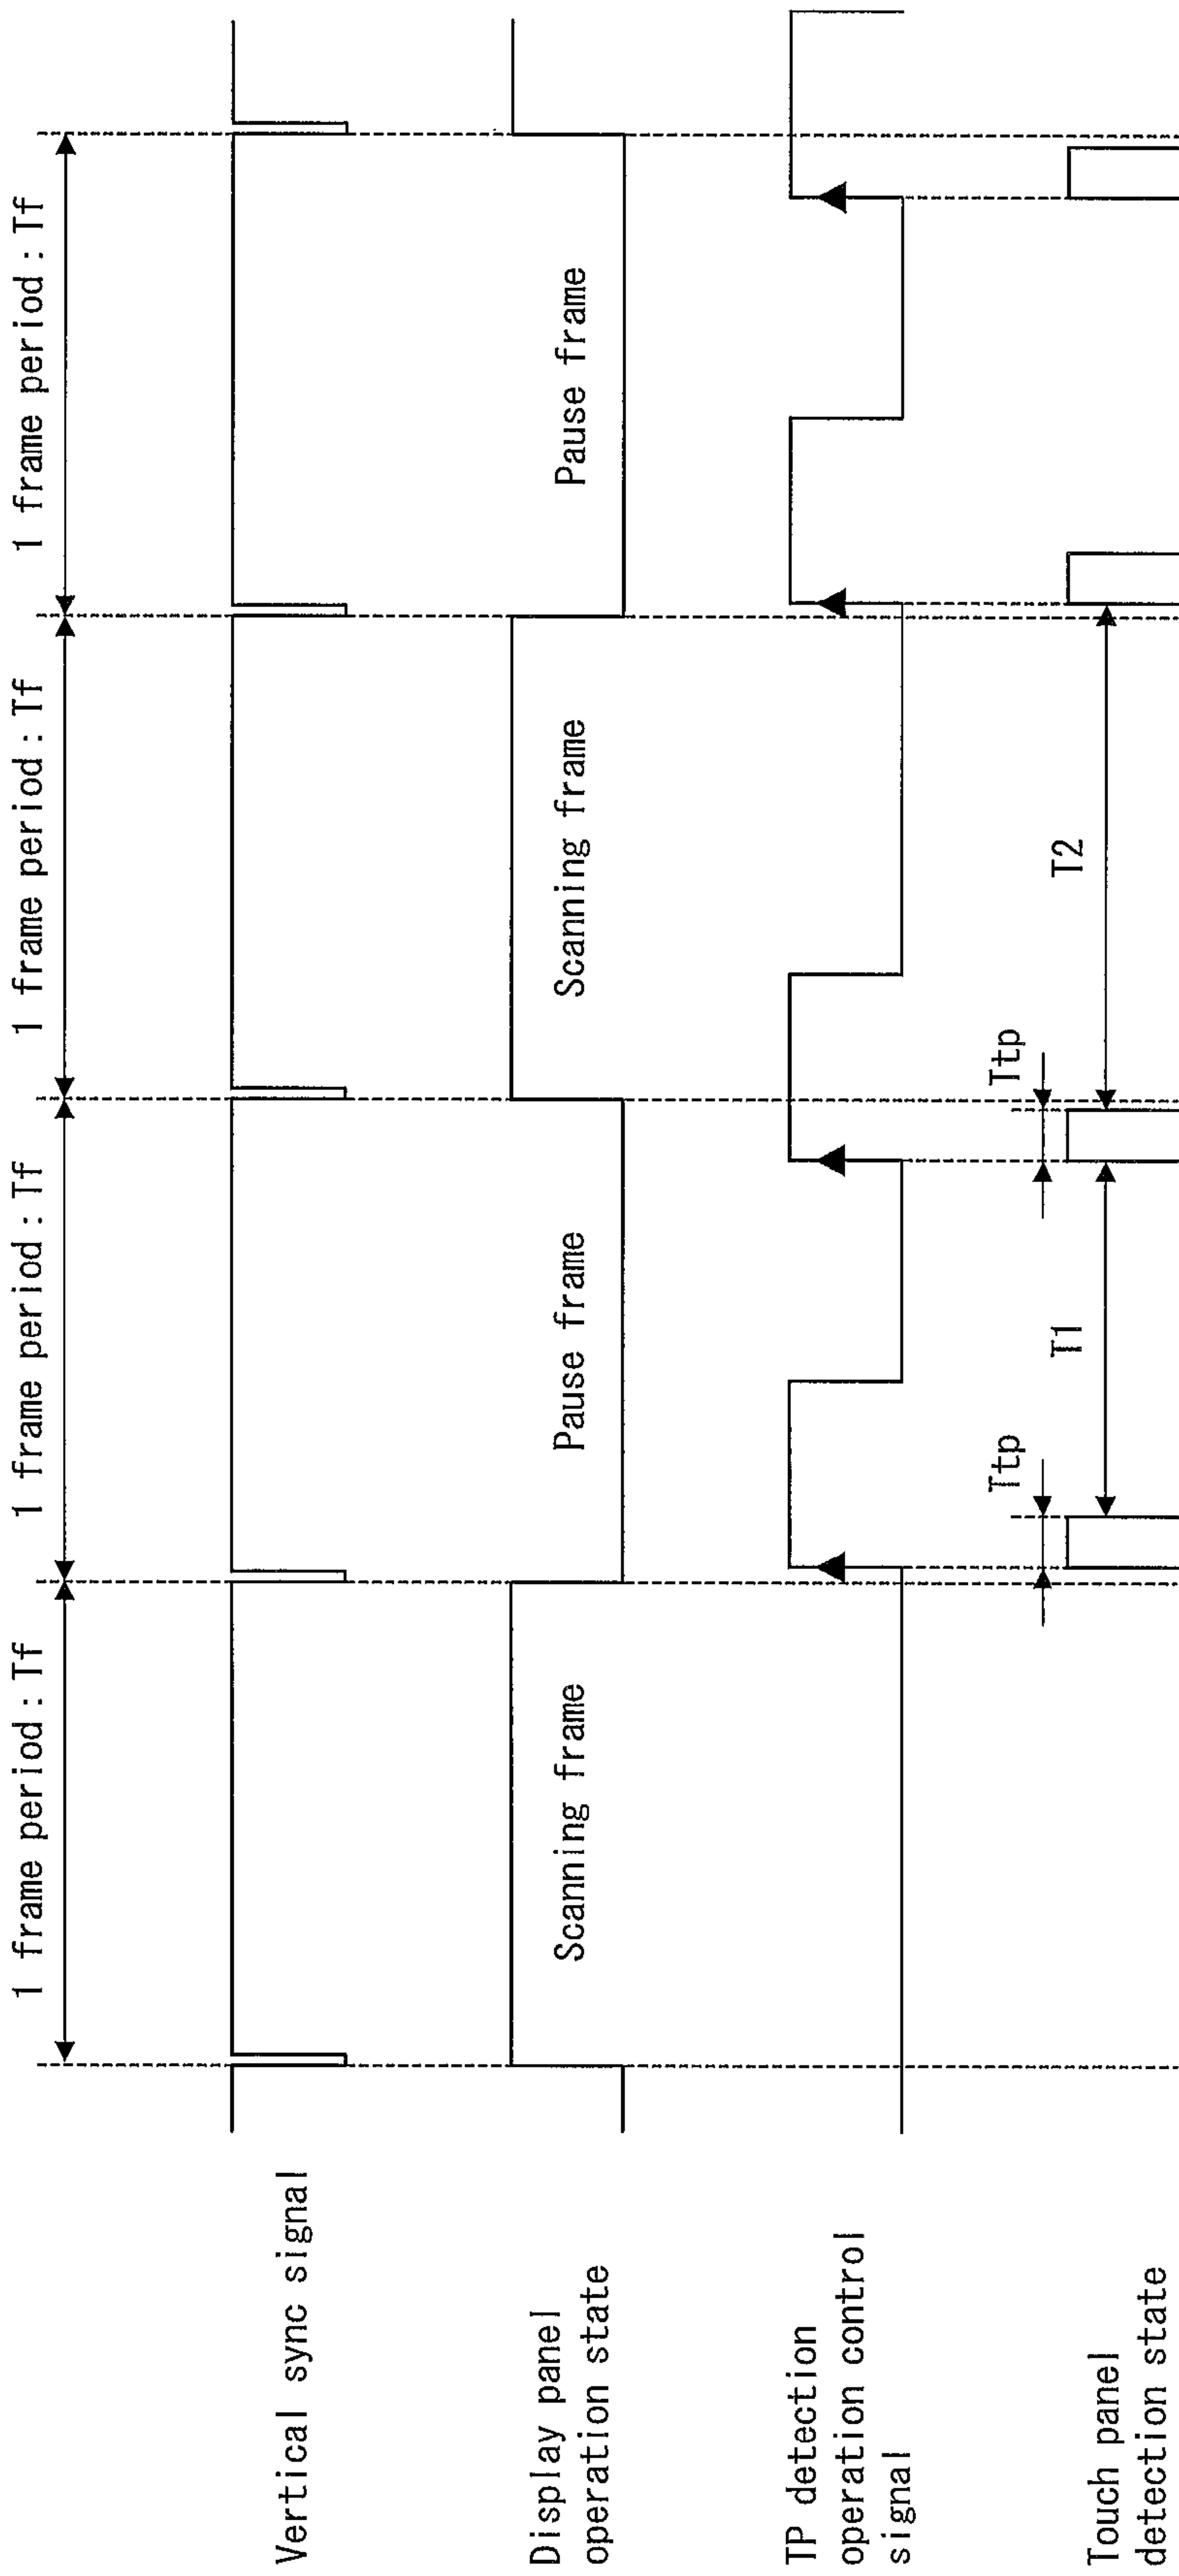 1 frame period : Tf
1 frame period : Tf
1 frame period : Tf
1 frame period : Tf
Vertical sync signal
Display panel
operation state
Scanning frame
Pause frame
Scanning frame
Pause frame
TP detection
operation control
signal
Touch panel
detection state
Ttp
T1
Ttp
T2